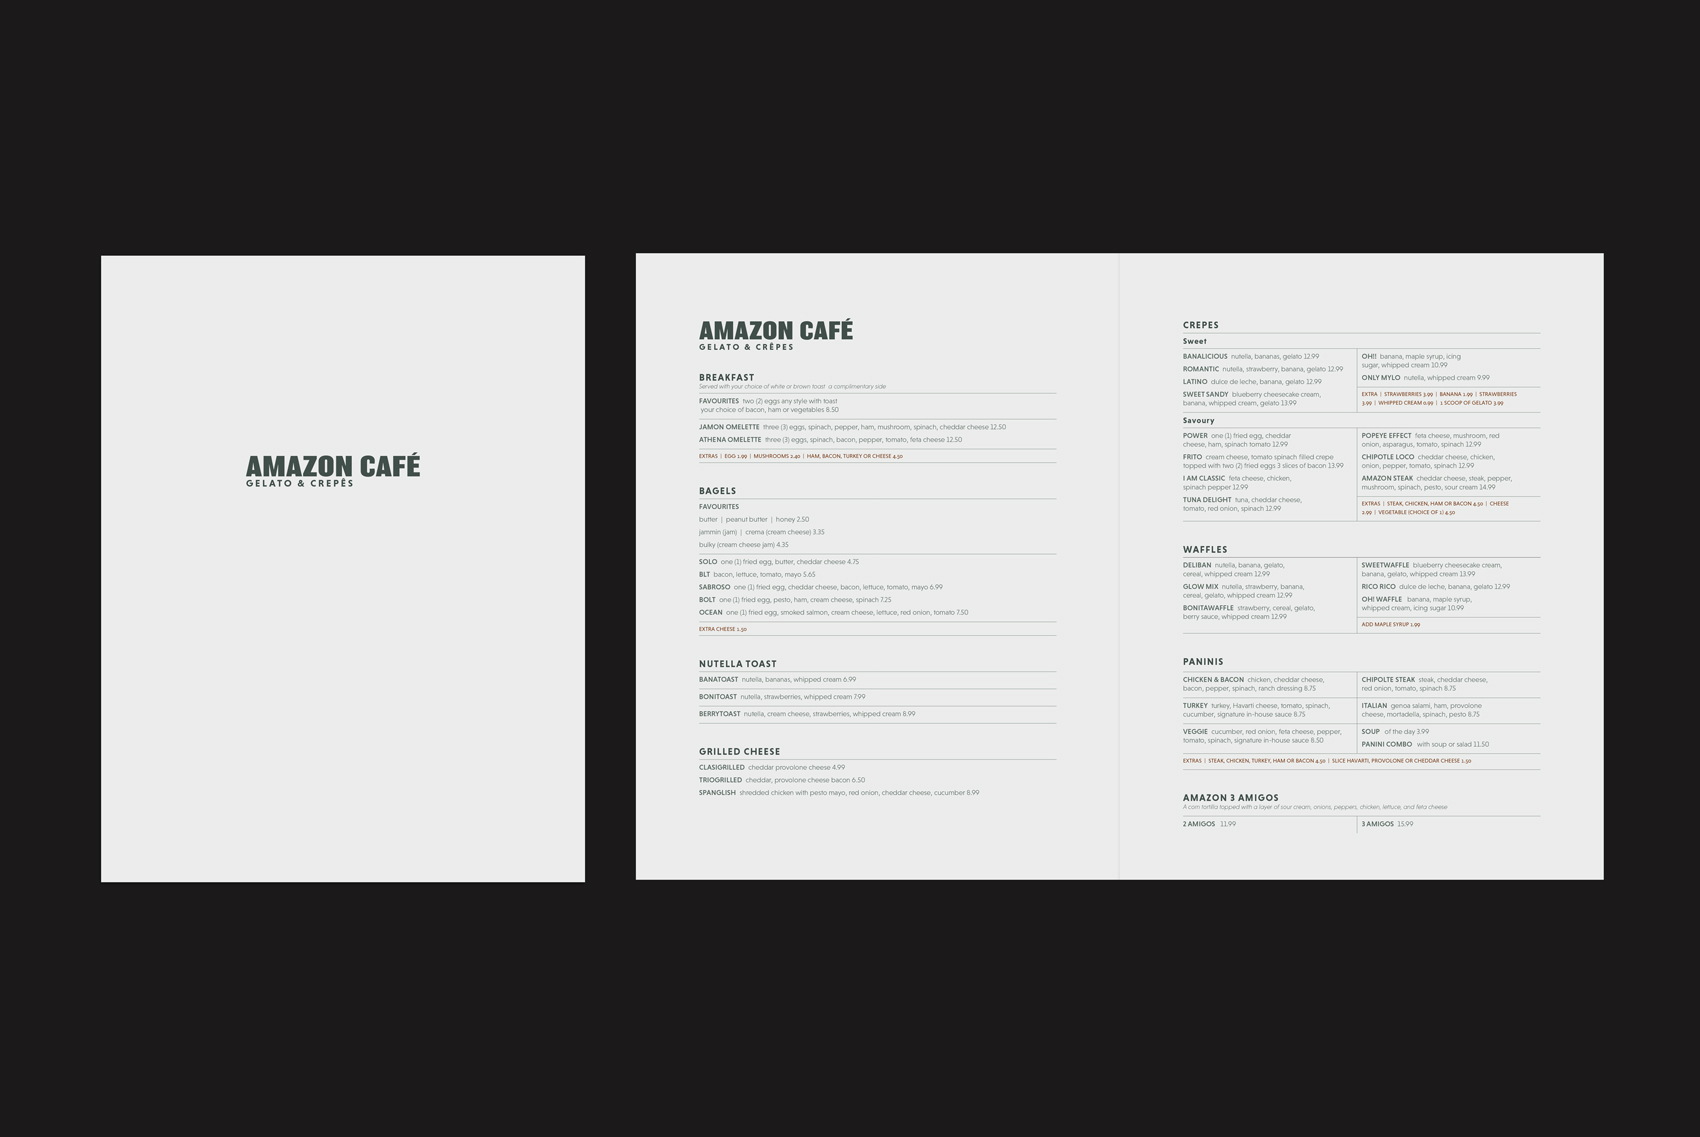 AMAZON CAFÉ
GELATO & CRÊPES
AMAZON CAFÉ
GELATO & CRÊPES
BREAKFAST
Served with your choice of white or brown toast a complimentary side
FAVOURITES two (2) eggs any style with toast
your choice of bacon, ham or vegetables 8.50
JAMON OMELETTE three (3) eggs, spinach, pepper, ham, mushroom, spinach, cheddar cheese 12.50
ATHENA OMELETTE three (3) eggs, spinach, bacon, pepper, tomato, feta cheese 12.50
EXTRAS | EGG 1.99 | MUSHROOMS 2.40 | HAM, BACON, TURKEY OR CHEESE 4.50
BAGELS
FAVOURITES
butter | peanut butter | honey 2.50
jammin (jam) | crema (cream cheese) 3.35
bulky (cream cheese jam) 4.35
SOLO one (1) fried egg, butter, cheddar cheese 4.75
BLT bacon, lettuce, tomato, mayo 5.65
SABROSO one (1) fried egg, cheddar cheese, bacon, lettuce, tomato, mayo 6.99
BOLT one (1) fried egg, pesto, ham, cream cheese, spinach 7.25
OCEAN one (1) fried egg, smoked salmon, cream cheese, lettuce, red onion, tomato 7.50
EXTRA CHEESE 1.50
NUTELLA TOAST
BANATOAST nutella, bananas, whipped cream 6.99
BONITOAST nutella, strawberries, whipped cream 7.99
BERRYTOAST nutella, cream cheese, strawberries, whipped cream 8.99
GRILLED CHEESE
CLASIGRILLED cheddar provolone cheese 4.99
TRIOGRILLED cheddar, provolone cheese bacon 6.50
SPANGLISH shredded chicken with pesto mayo, red onion, cheddar cheese, cucumber 8.99
CREPES
Sweet
BANALICIOUS nutella, bananas, gelato 12.99
ROMANTIC nutella, strawberry, banana, gelato 12.99
LATINO dulce de leche, banana, gelato 12.99
SWEET SANDY blueberry cheesecake cream,
banana, whipped cream, gelato 13.99
OH!! banana, maple syrup, icing
sugar, whipped cream 10.99
ONLY MYLO nutella, whipped cream 9.99
EXTRA | STRAWBERRIES 3.99 | BANANA 1.99 | STRAWBERRIES
3.99 | WHIPPED CREAM 0.99 | 1 SCOOP OF GELATO 3.99
Savoury
POWER one (1) fried egg, cheddar
cheese, ham, spinach tomato 12.99
FRITO cream cheese, tomato spinach filled crepe
topped with two (2) fried eggs 3 slices of bacon 13.99
I AM CLASSIC feta cheese, chicken,
spinach pepper 12.99
TUNA DELIGHT tuna, cheddar cheese,
tomato, red onion, spinach 12.99
POPEYE EFFECT feta cheese, mushroom, red
onion, asparagus, tomato, spinach 12.99
CHIPOTLE LOCO cheddar cheese, chicken,
onion, pepper, tomato, spinach 12.99
AMAZON STEAK cheddar cheese, steak, pepper,
mushroom, spinach, pesto, sour cream 14.99
EXTRAS | STEAK, CHICKEN, HAM OR BACON 4.50 | CHEESE
2.99 | VEGETABLE (CHOICE OF 1) 4.50
WAFFLES
DELIBAN nutella, banana, gelato,
cereal, whipped cream 12.99
GLOW MIX nutella, strawberry, banana,
cereal, gelato, whipped cream 12.99
BONITAWAFFLE strawberry, cereal, gelato,
berry sauce, whipped cream 12.99
SWEETWAFFLE blueberry cheesecake cream,
banana, gelato, whipped cream 13.99
RICO RICO dulce de leche, banana, gelato 12.99
OH! WAFFLE banana, maple syrup,
whipped cream, icing sugar 10.99
ADD MAPLE SYRUP 1.99
PANINIS
CHICKEN & BACON chicken, cheddar cheese,
bacon, pepper, spinach, ranch dressing 8.75
TURKEY turkey, Havarti cheese, tomato, spinach,
cucumber, signature in-house sauce 8.75
VEGGIE cucumber, red onion, feta cheese, pepper,
tomato, spinach, signature in-house sauce 8.50
CHIPOLTE STEAK steak, cheddar cheese,
red onion, tomato, spinach 8.75
ITALIAN genoa salami, ham, provolone
cheese, mortadella, spinach, pesto 8.75
SOUP of the day 3.99
PANINI COMBO with soup or salad 11.50
EXTRAS | STEAK, CHICKEN, TURKEY, HAM OR BACON 4.50 | SLICE HAVARTI, PROVOLONE OR CHEDDAR CHEESE 1.50
AMAZON 3 AMIGOS
A corn tortilla topped with a layer of sour cream, onions, peppers, chicken, lettuce, and feta cheese
2 AMIGOS 11.99
3 AMIGOS 15.99